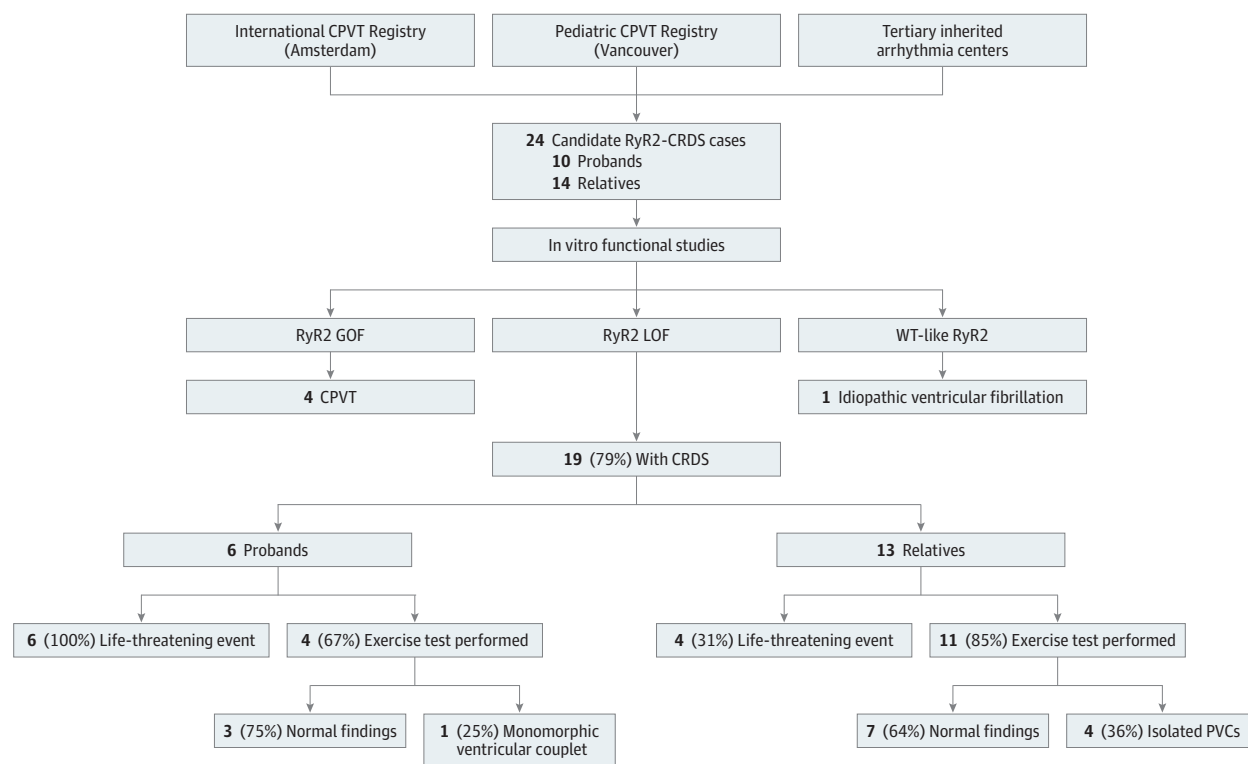 International CPVT Registry
(Amsterdam)
Pediatric CPVT Registry
(Vancouver)
Tertiary inherited
arrhythmia centers
24 Candidate RyR2-CRDS cases
10 Probands
14 Relatives
In vitro functional studies
RyR2 GOF
RyR2 LOF
WT-like RyR2
4 CPVT
1 Idiopathic ventricular fibrillation
19 (79%) With CRDS
6 Probands
13 Relatives
6 (100%) Life-threatening event
4 (67%) Exercise test performed
4 (31%) Life-threatening event
11 (85%) Exercise test performed
3 (75%) Normal findings
1 (25%) Monomorphic
ventricular couplet
7 (64%) Normal findings
4 (36%) Isolated PVCs